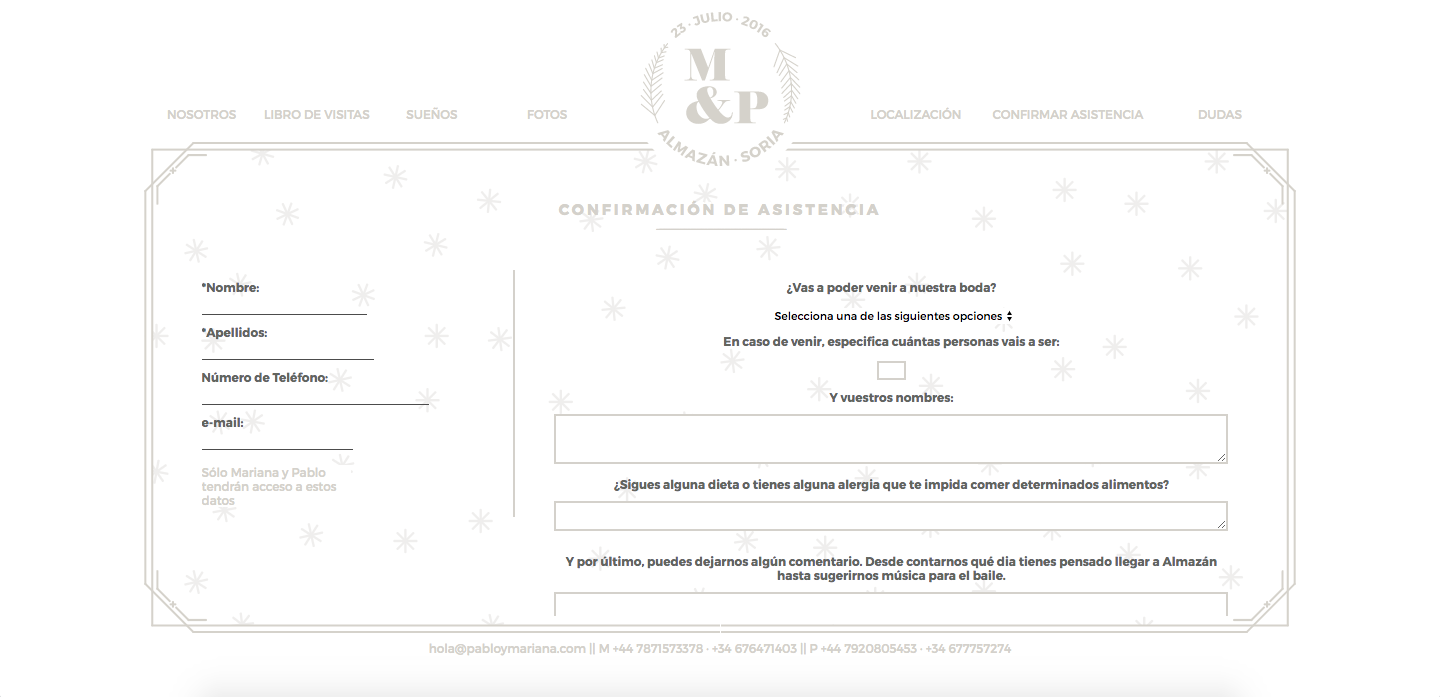 23 · JULIO · 2016
M
&P
ALMAZÁN · SORIA
NOSOTROS LIBRO DE VISITAS SUEÑOS FOTOS LOCALIZACIÓN CONFIRMAR ASISTENCIA DUDAS
CONFIRMACIÓN DE ASISTENCIA
*Nombre:
*Apellidos:
Número de Teléfono:
e-mail:
Sólo Mariana y Pablo
tendrán acceso a estos
datos
¿Vas a poder venir a nuestra boda?
Selecciona una de las siguientes opciones
En caso de venir, especifica cuántas personas vais a ser:
Y vuestros nombres:
¿Sigues alguna dieta o tienes alguna alergia que te impida comer determinados alimentos?
Y por último, puedes dejarnos algún comentario. Desde contarnos qué dia tienes pensado llegar a Almazán
hasta sugerirnos música para el baile.
hola@pabloymariana.com || M +44 7871573378 · +34 676471403 || P +44 7920805453 · +34 677757274